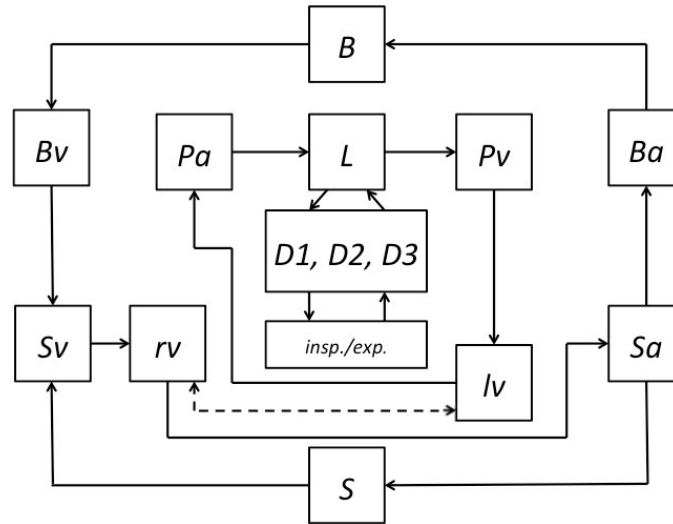 B
Bv
Pa
L
Pv
Ba
D1, D2, D3
insp./exp.
Sv
rv
lv
Sa
S